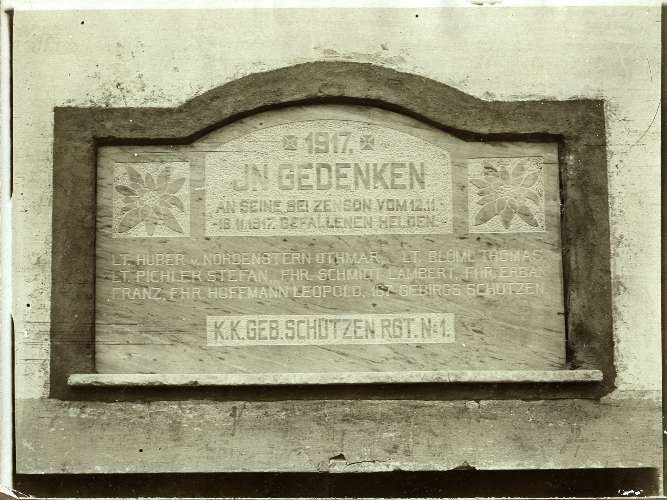 1917.
JN GEDENKEN
AN SEINE BEI ZENSON VOM 12.11.-
-18.11.1917. GEFALLENEN HELDEN.
LT. HUBER v. NORDENSTERN OTHMAR, LT. BLÜML THOMAS,
LT. PICHLER STEFAN, FHR. SCHMIDT LAMBERT, FHR. ERBAN
FRANZ, FHR. HOFFMANN LEOPOLD, GEBIRGS SCHÜTZEN.
K.K. GEB. SCHÜTZEN RGT. No 1.